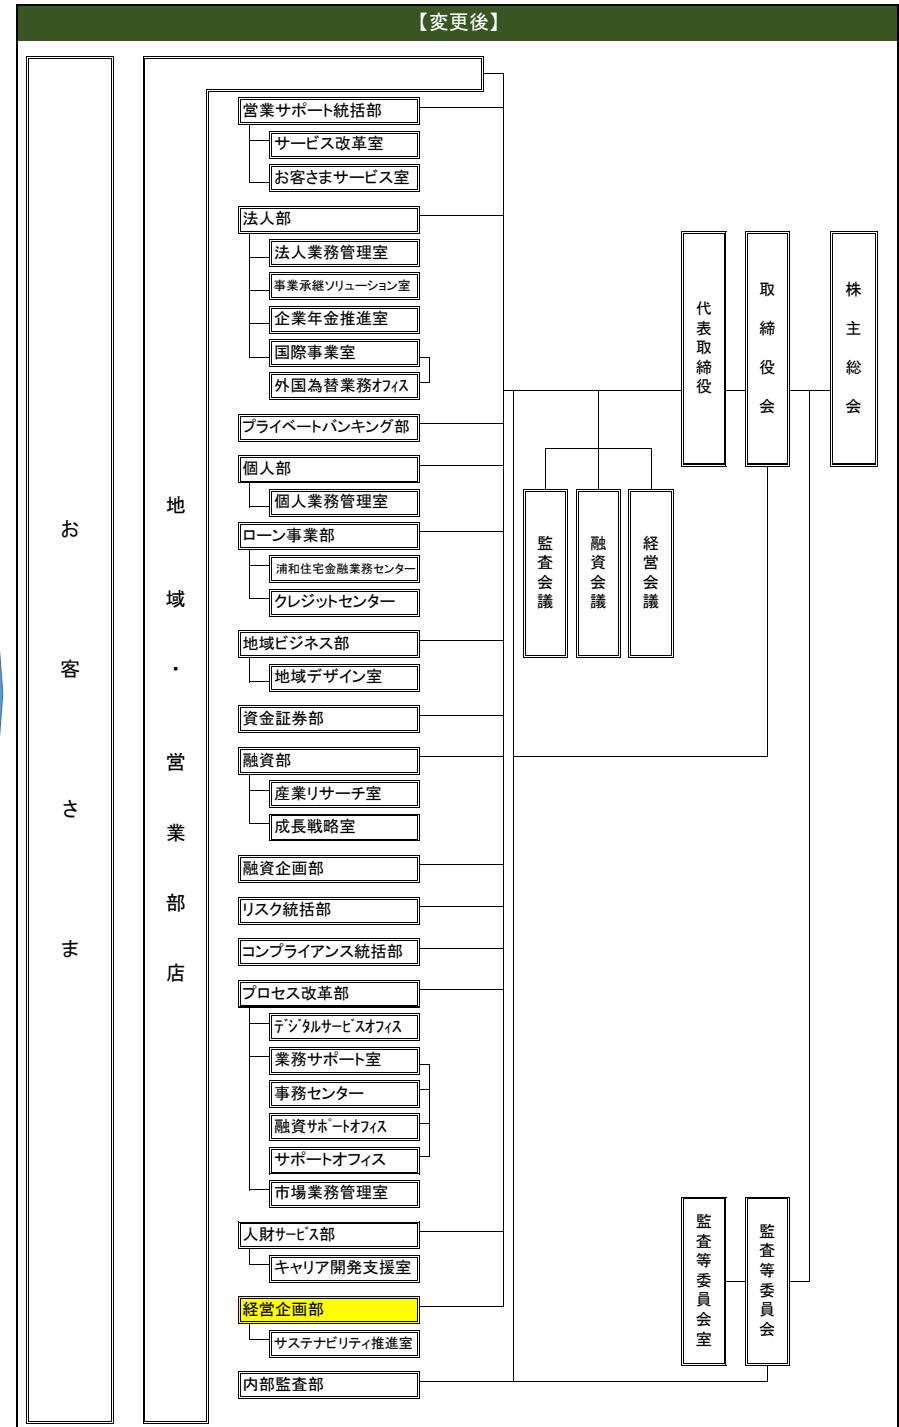 【変更後】
お客さま
地域・営業部店
営業サポート統括部
サービス改革室
お客さまサービス室
法人部
法人業務管理室
事業承継ソリューション室
企業年金推進室
国際事業室
外国為替業務ｵﾌｨｽ
プライベートバンキング部
個人部
個人業務管理室
ローン事業部
浦和住宅金融業務センター
クレジットセンター
地域ビジネス部
地域デザイン室
資金証券部
融資部
産業リサーチ室
成長戦略室
融資企画部
リスク統括部
コンプライアンス統括部
プロセス改革部
ﾃﾞｼﾞﾀﾙｻｰﾋﾞｽｵﾌｨｽ
業務サポート室
事務センター
融資ｻﾎﾟｰﾄｵﾌｨｽ
サポートオフィス
市場業務管理室
人財ｻｰﾋﾞｽ部
キャリア開発支援室
経営企画部
サステナビリティ推進室
内部監査部
監査会議
融資会議
経営会議
代表取締役
取締役会
株主総会
監査等委員会室
監査等委員会